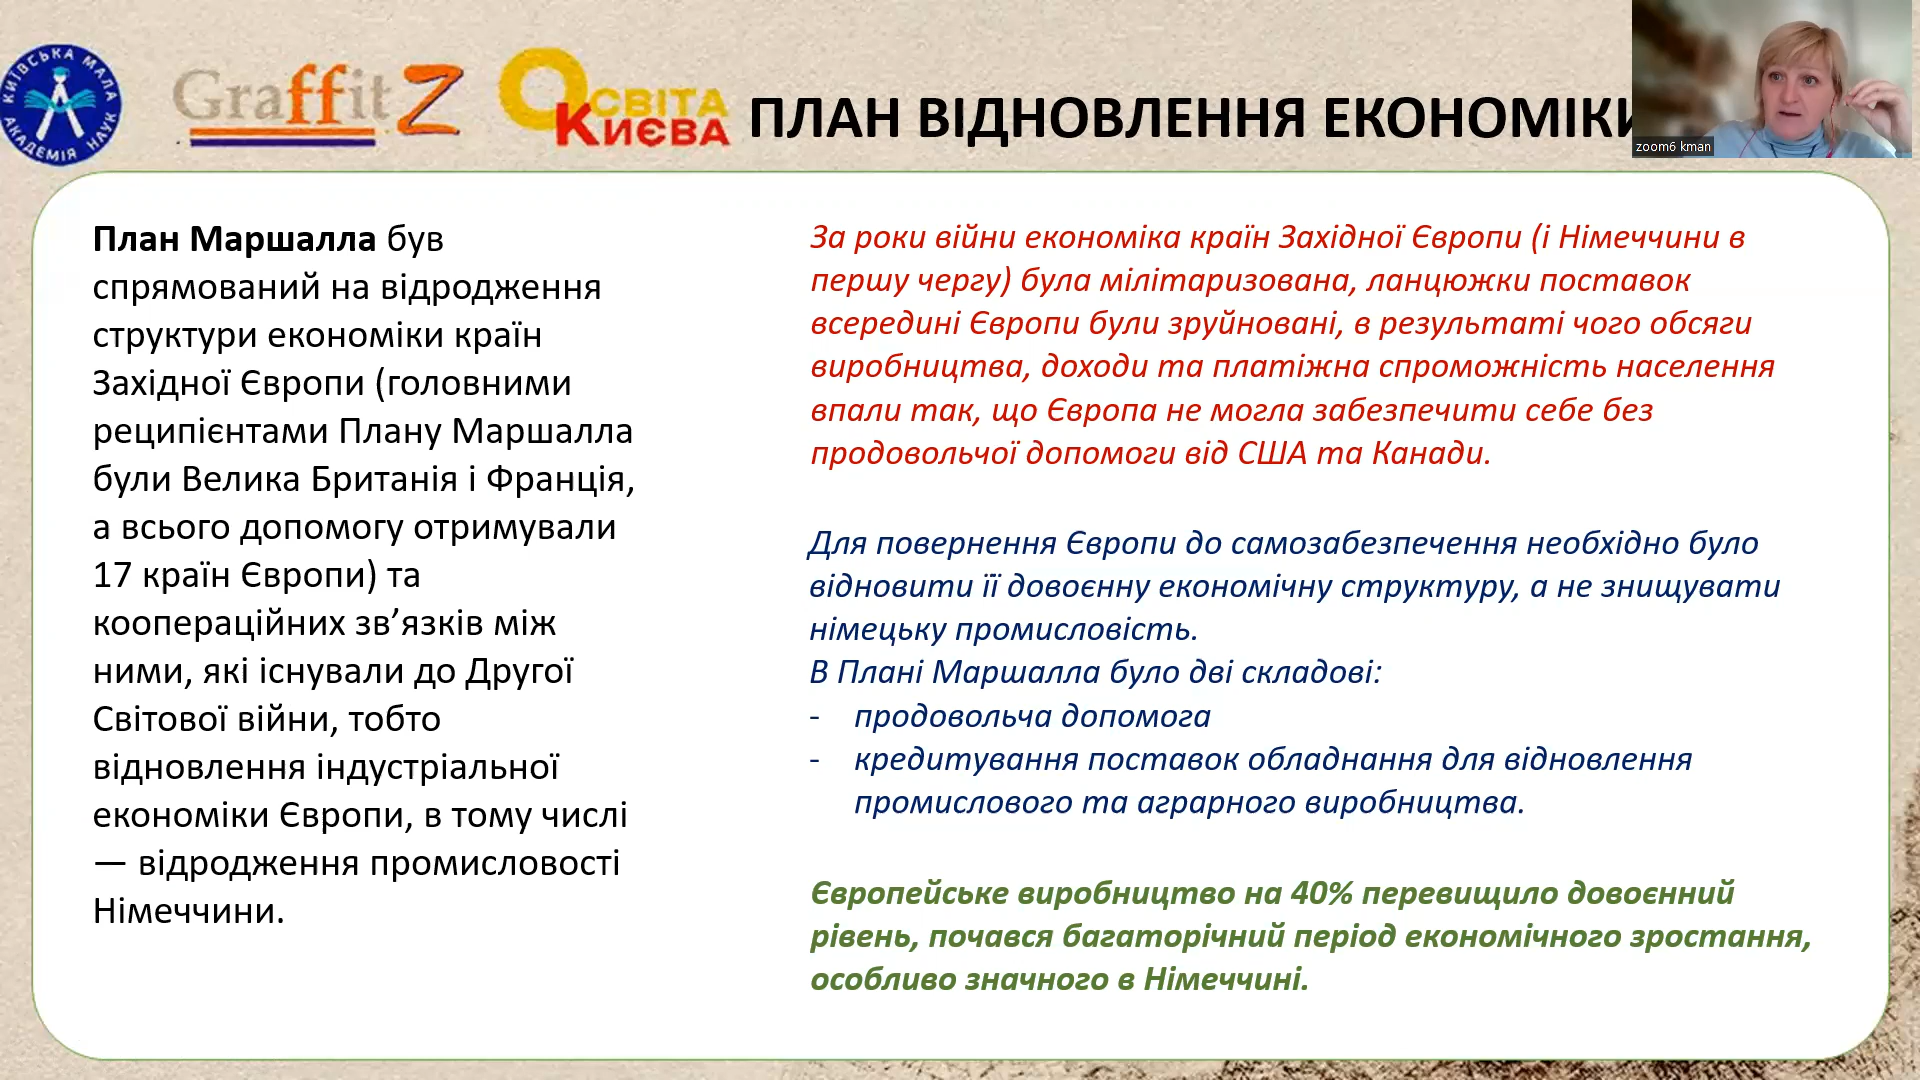 КИЇВСЬКА МАЛА АКАДЕМІЯ НАУК
Graffit Z
ОСВІТА
КИЄВА
ПЛАН ВІДНОВЛЕННЯ ЕКОНОМІКИ
zoom6 kman
План Маршалла був
спрямований на відродження
структури економіки країн
Західної Європи (головними
реципієнтами Плану Маршалла
були Велика Британія і Франція,
а всього допомогу отримували
17 країн Європи) та
коопераційних зв’язків між
ними, які існували до Другої
Світової війни, тобто
відновлення індустріальної
економіки Європи, в тому числі
— відродження промисловості
Німеччини.
За роки війни економіка країн Західної Європи (і Німеччини в
першу чергу) була мілітаризована, ланцюжки поставок
всередині Європи були зруйновані, в результаті чого обсяги
виробництва, доходи та платіжна спроможність населення
впали так, що Європа не могла забезпечити себе без
продовольчої допомоги від США та Канади.
Для повернення Європи до самозабезпечення необхідно було
відновити її довоєнну економічну структуру, а не знищувати
німецьку промисловість.
В Плані Маршалла було дві складові:
- продовольча допомога
- кредитування поставок обладнання для відновлення
промислового та аграрного виробництва.
Європейське виробництво на 40% перевищило довоєнний
рівень, почався багаторічний період економічного зростання,
особливо значного в Німеччині.